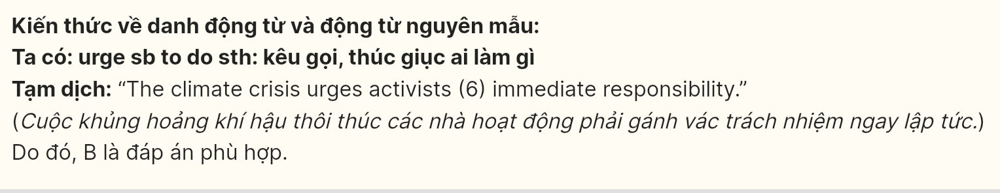 Kiến thức về danh động từ và động từ nguyên mẫu:
Ta có: urge sb to do sth: kêu gọi, thúc giục ai làm gì
Tạm dịch: “The climate crisis urges activists (6) immediate responsibility.”
(Cuộc khủng hoảng khí hậu thôi thúc các nhà hoạt động phải gánh vác trách nhiệm ngay lập tức.)
Do đó, B là đáp án phù hợp.